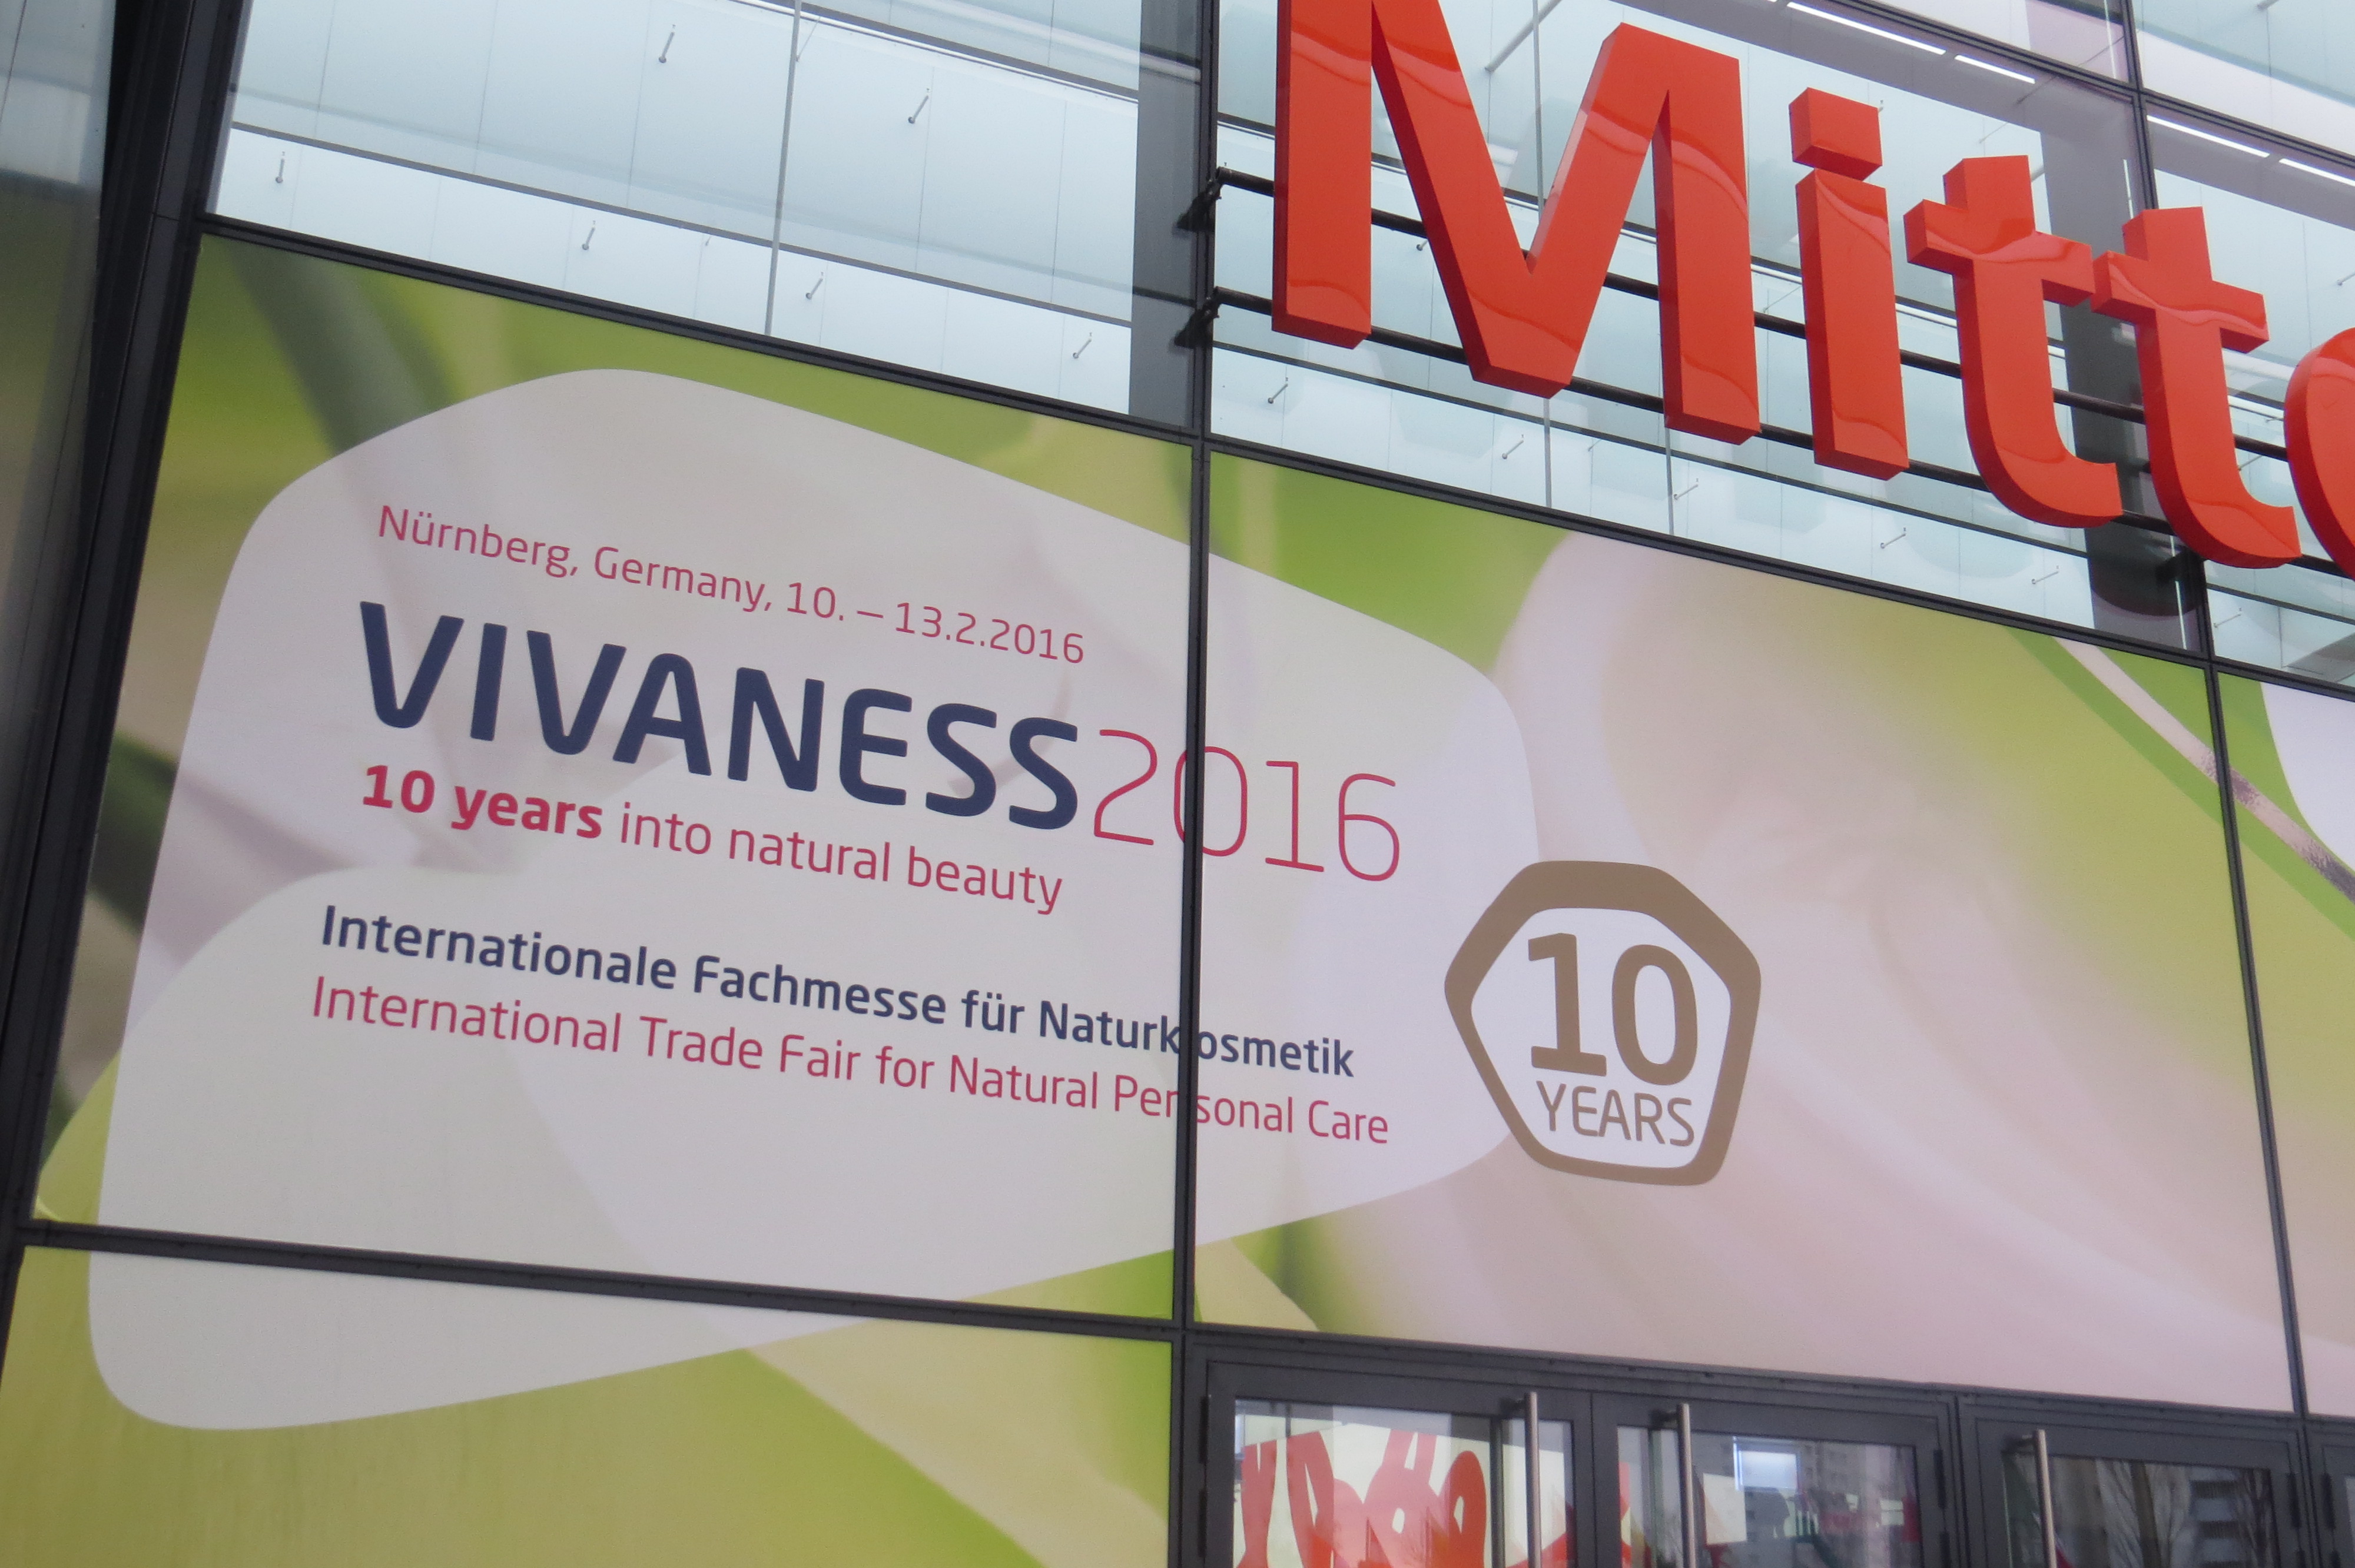 Mitt
Nürnberg, Germany, 10. – 13.2.2016
VIVANESS2016
10 years into natural beauty
Internationale Fachmesse für Naturkosmetik
International Trade Fair for Natural Personal Care
10
YEARS